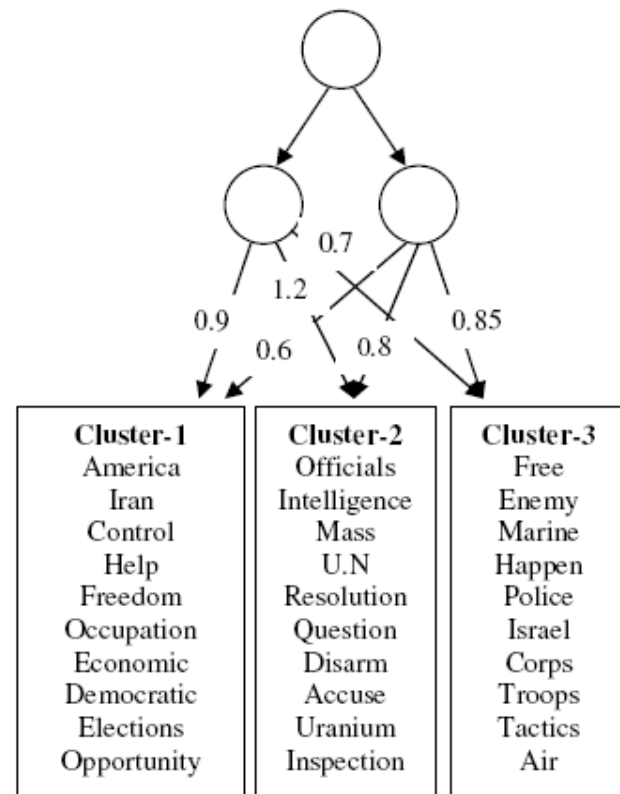 0.7
1.2
0.9
0.6
0.8
0.85
Cluster-1
America
Iran
Control
Help
Freedom
Occupation
Economic
Democratic
Elections
Opportunity
Cluster-2
Officials
Intelligence
Mass
U.N
Resolution
Question
Disarm
Accuse
Uranium
Inspection
Cluster-3
Free
Enemy
Marine
Happen
Police
Israel
Corps
Troops
Tactics
Air